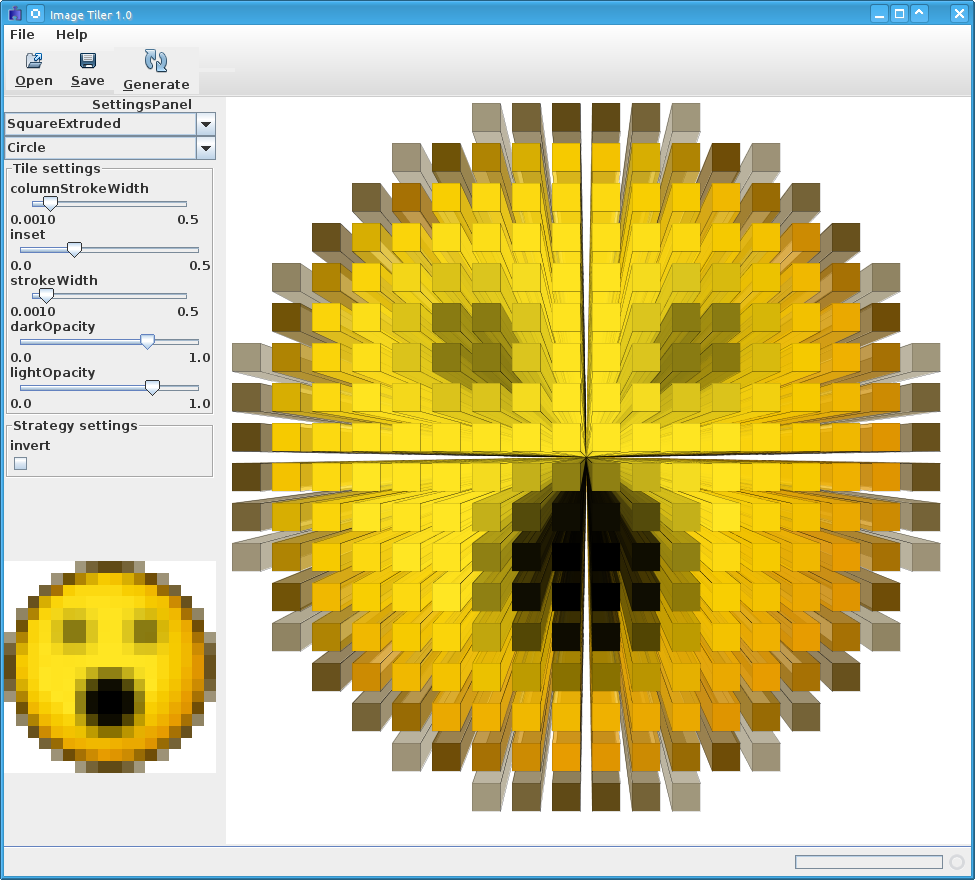 Image Tiler 1.0
File Help
Open Save Generate
SettingsPanel
SquareExtruded
Circle
Tile settings
columnStrokeWidth
0.0010 0.5
inset
0.0 0.5
strokeWidth
0.0010 0.5
darkOpacity
0.0 1.0
lightOpacity
0.0 1.0
Strategy settings
invert